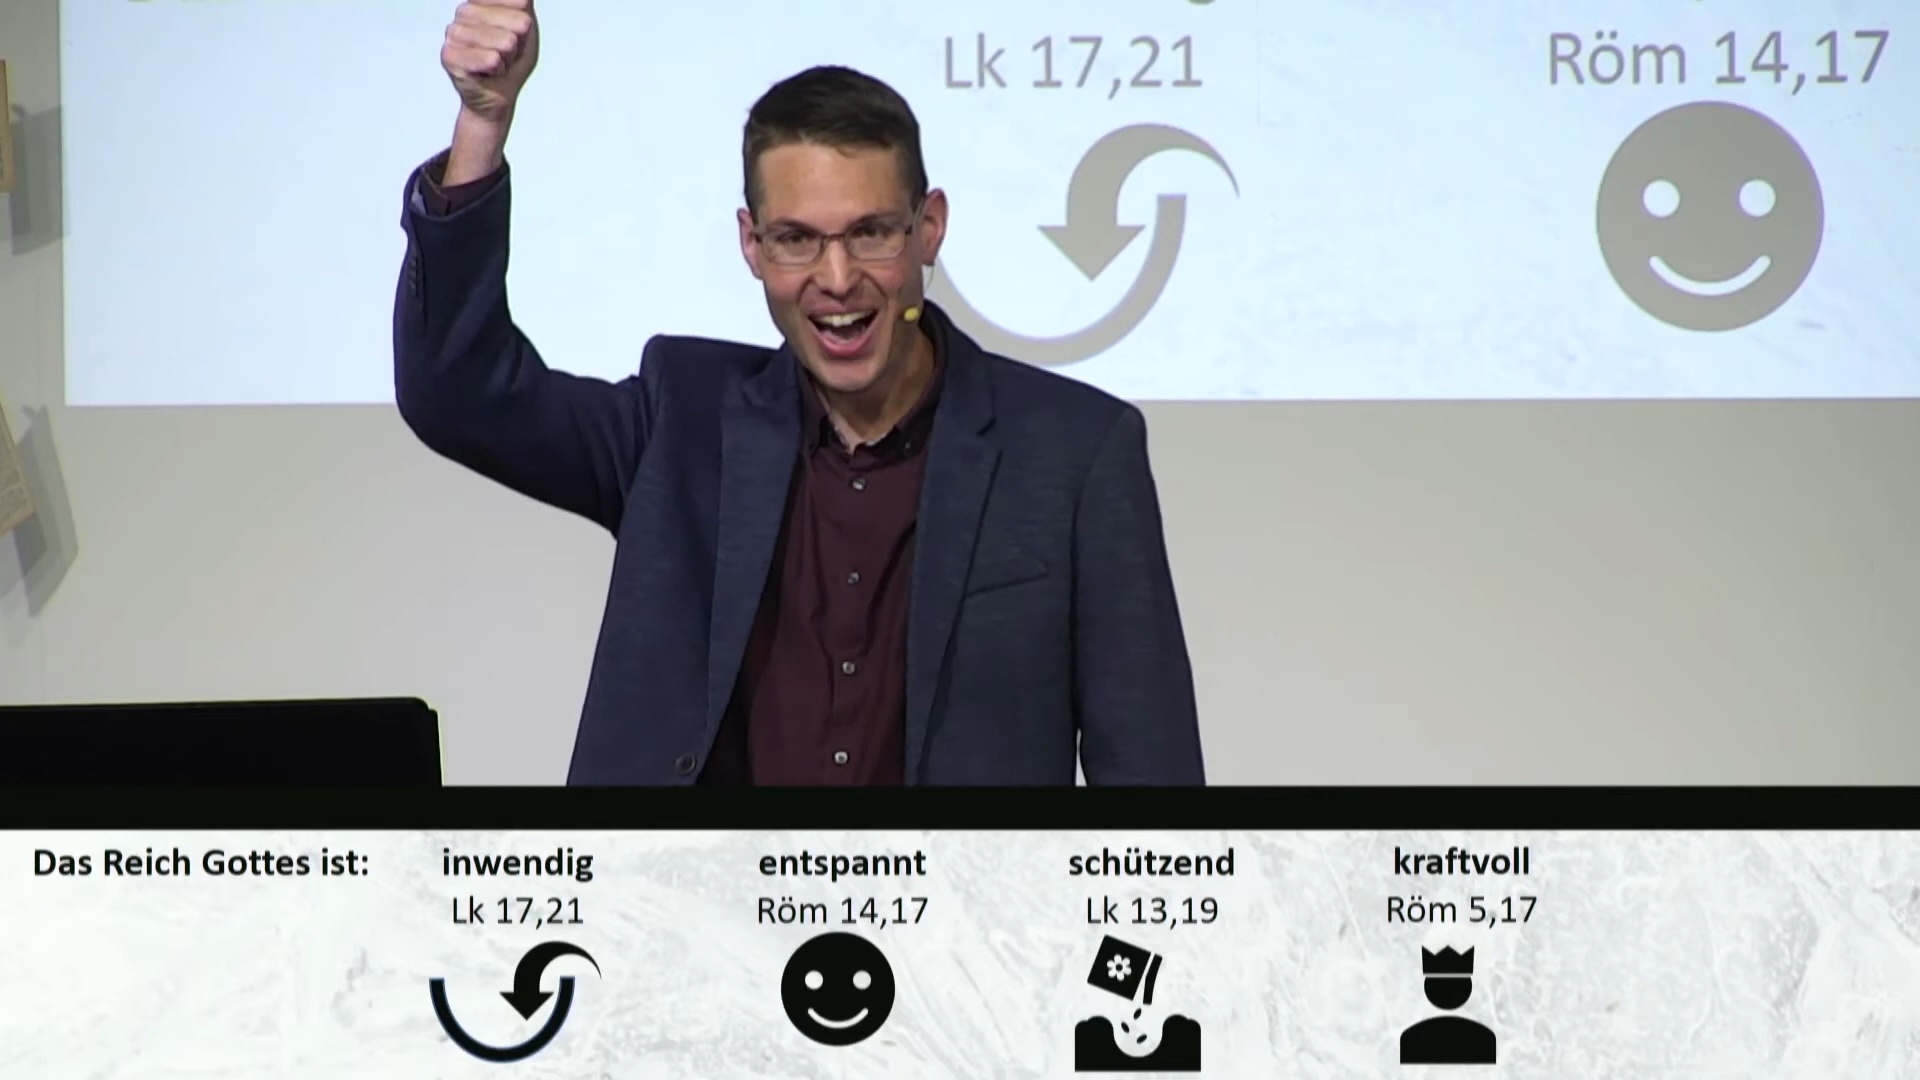 Lk 17,21
Röm 14,17
Das Reich Gottes ist:
inwendig
Lk 17,21
entspannt
Röm 14,17
schützend
Lk 13,19
kraftvoll
Röm 5,17